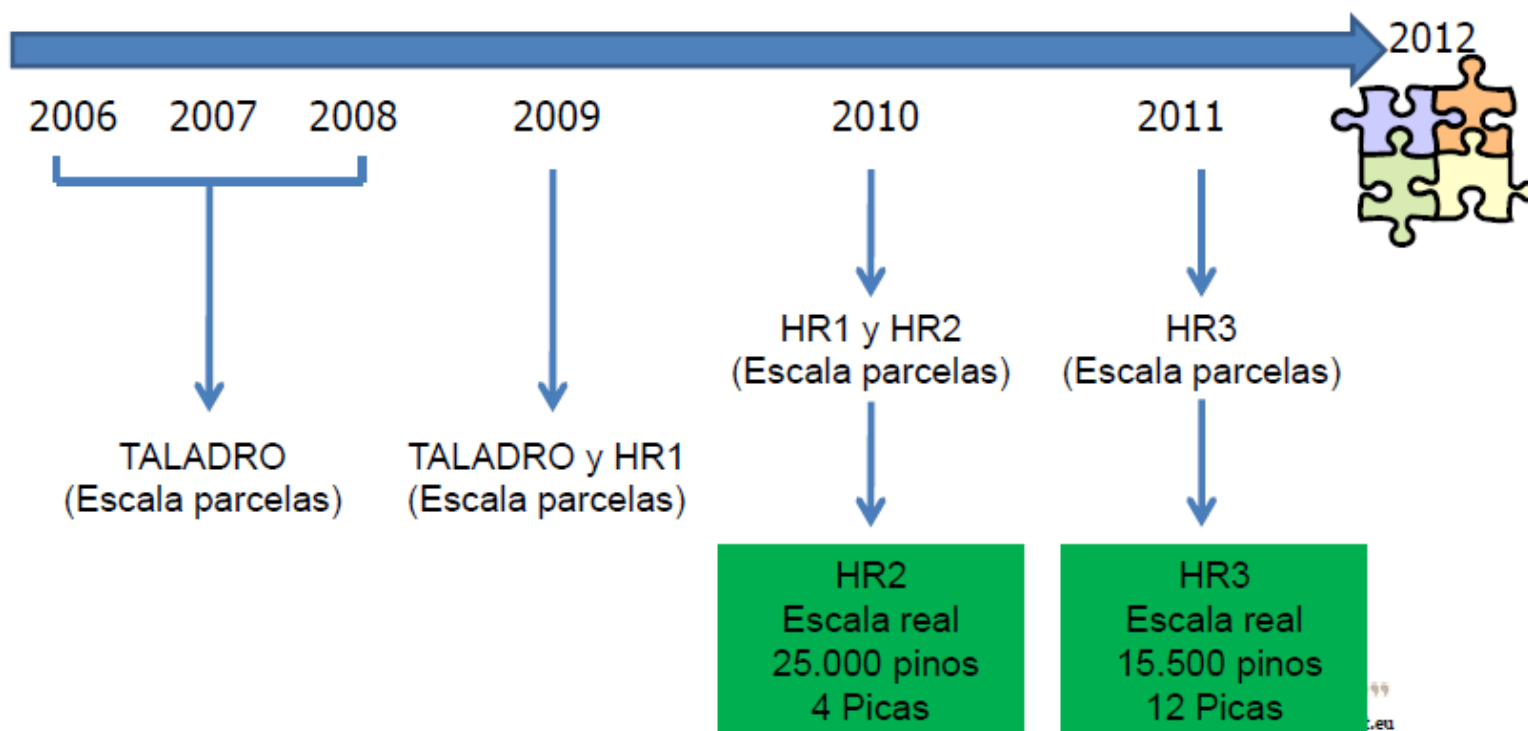 2012
2006
2007
2008
2009
2010
2011
HR1 y HR2
(Escala parcelas)
HR3
(Escala parcelas)
TALADRO
(Escala parcelas)
TALADRO y HR1
(Escala parcelas)
HR2
Escala real
25.000 pinos
4 Picas
HR3
Escala real
15.500 pinos
12 Picas
.eu